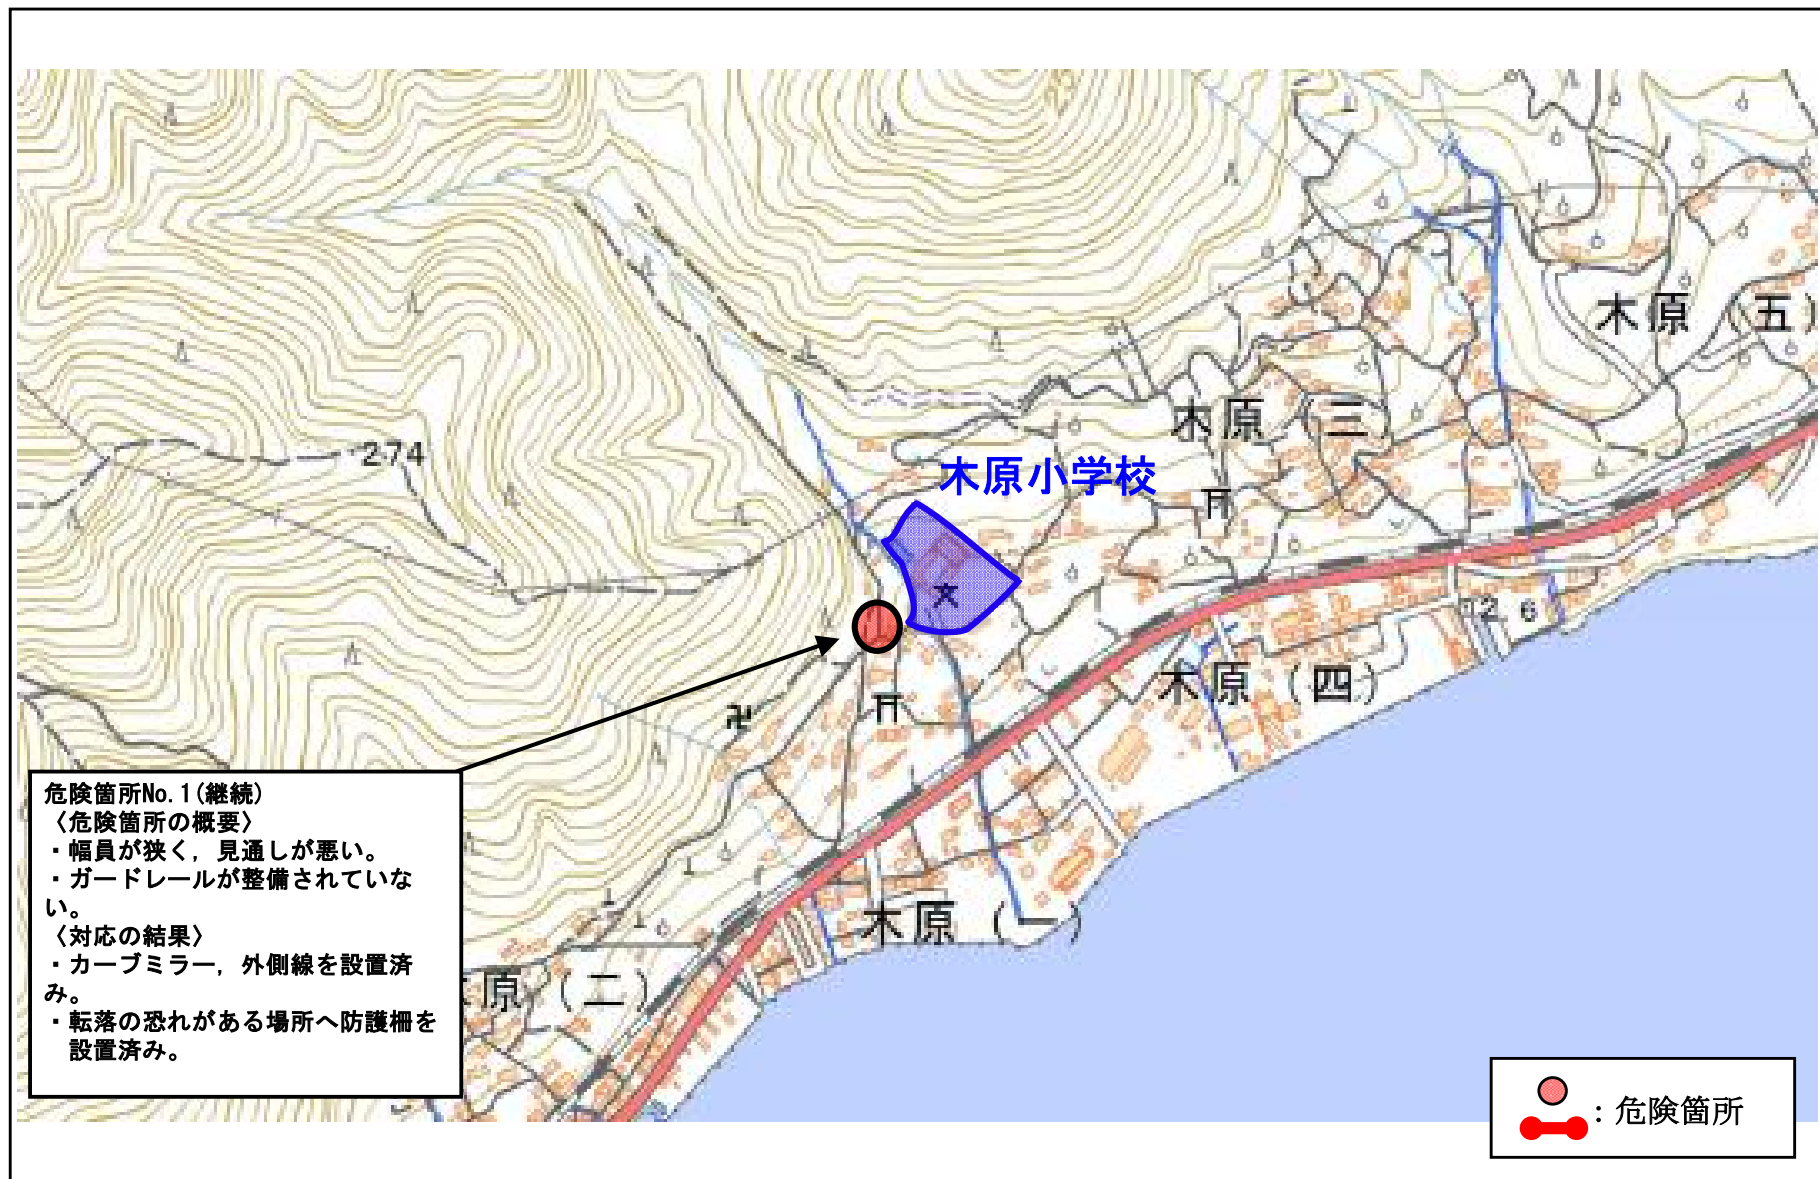 木原（五）
木原（三）
274
木原小学校
12.6
木原（四）
危険箇所No.1(継続)
〈危険箇所の概要〉
・幅員が狭く，見通しが悪い。
・ガードレールが整備されていな
い。
〈対応の結果〉
・カーブミラー，外側線を設置済
み。
・転落の恐れがある場所へ防護柵を
設置済み。
木原（一）
原（二）
：危険箇所